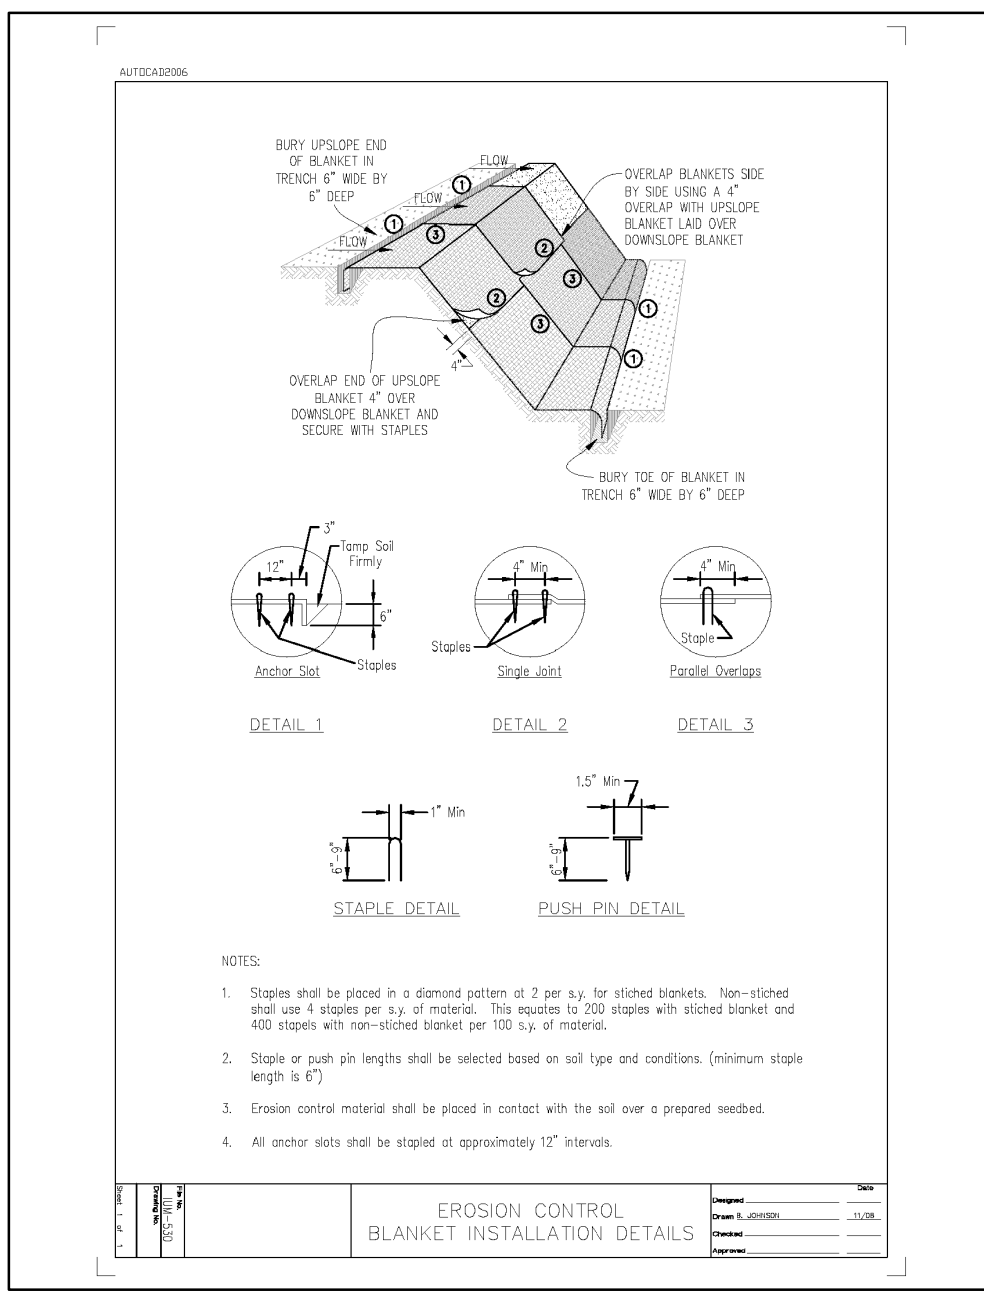 AUTOCAD2006
BURY UPSLOPE END
OF BLANKET IN
TRENCH 6" WIDE BY
6" DEEP
FLOW
FLOW
FLOW
1
1
3
2
2
3
3
1
1
OVERLAP BLANKETS SIDE
BY SIDE USING A 4"
OVERLAP WITH UPSLOPE
BLANKET LAID OVER
DOWNSLOPE BLANKET
4"
OVERLAP END OF UPSLOPE
BLANKET 4" OVER
DOWNSLOPE BLANKET AND
SECURE WITH STAPLES
BURY TOE OF BLANKET IN
TRENCH 6" WIDE BY 6" DEEP
3"
Tamp Soil
Firmly
12"
6"
Staples
Anchor Slot
DETAIL 1
4" Min
Staples
Single Joint
DETAIL 2
4" Min
Staple
Parallel Overlaps
DETAIL 3
1" Min
6"-9"
STAPLE DETAIL
1.5" Min
6"-9"
PUSH PIN DETAIL
NOTES:
1. Staples shall be placed in a diamond pattern at 2 per s.y. for stiched blankets. Non-stiched
shall use 4 staples per s.y. of material. This equates to 200 staples with stiched blanket and
400 stapels with non-stiched blanket per 100 s.y. of material.
2. Staple or push pin lengths shall be selected based on soil type and conditions. (minimum staple
length is 6")
3. Erosion control material shall be placed in contact with the soil over a prepared seedbed.
4. All anchor slots shall be stapled at approximately 12" intervals.
Sheet 1 of 1
Drawing No.
IUM-530
File No.
EROSION CONTROL
BLANKET INSTALLATION DETAILS
Date
Designed
Drawn B. JOHNSON 11/08
Checked
Approved